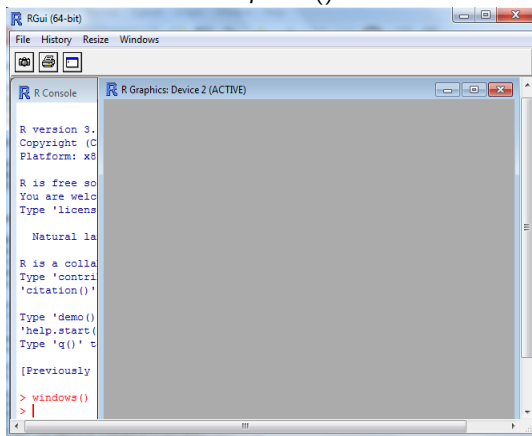 ()
RGui (64-bit)
File History Resize Windows
R Console
R Graphics: Device 2 (ACTIVE)
R version 3.
Copyright (C
Platform: x8
R is free so
You are welc
Type 'licens
Natural la
R is a colla
Type 'contri
'citation()'
Type 'demo()
'help.start(
Type 'q()' t
[Previously
> windows()
>